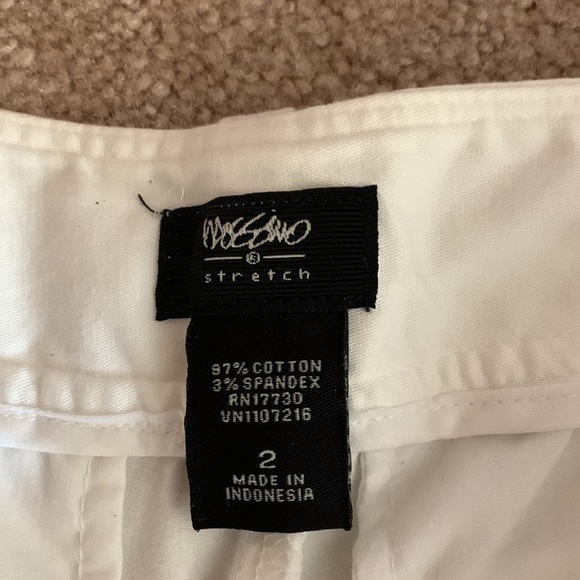 mossimo
®
stretch
97% COTTON
3% SPANDEX
RN17730
VN1107216
2
MADE IN
INDONESIA